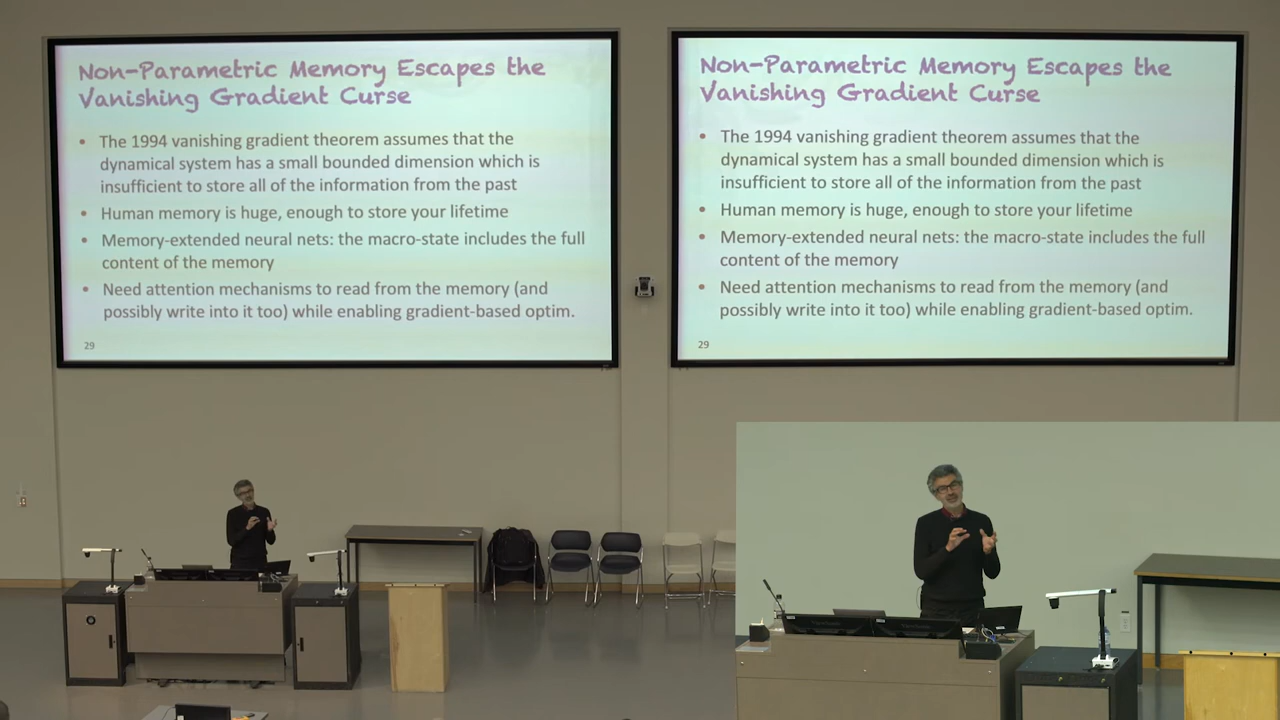 Non-Parametric Memory Escapes the
Vanishing Gradient Curse
• The 1994 vanishing gradient theorem assumes that the
dynamical system has a small bounded dimension which is
insufficient to store all of the information from the past
• Human memory is huge, enough to store your lifetime
• Memory-extended neural nets: the macro-state includes the full
content of the memory
• Need attention mechanisms to read from the memory (and
possibly write into it too) while enabling gradient-based optim.
29
Non-Parametric Memory Escapes the
Vanishing Gradient Curse
• The 1994 vanishing gradient theorem assumes that the
dynamical system has a small bounded dimension which is
insufficient to store all of the information from the past
• Human memory is huge, enough to store your lifetime
• Memory-extended neural nets: the macro-state includes the full
content of the memory
• Need attention mechanisms to read from the memory (and
possibly write into it too) while enabling gradient-based optim.
29